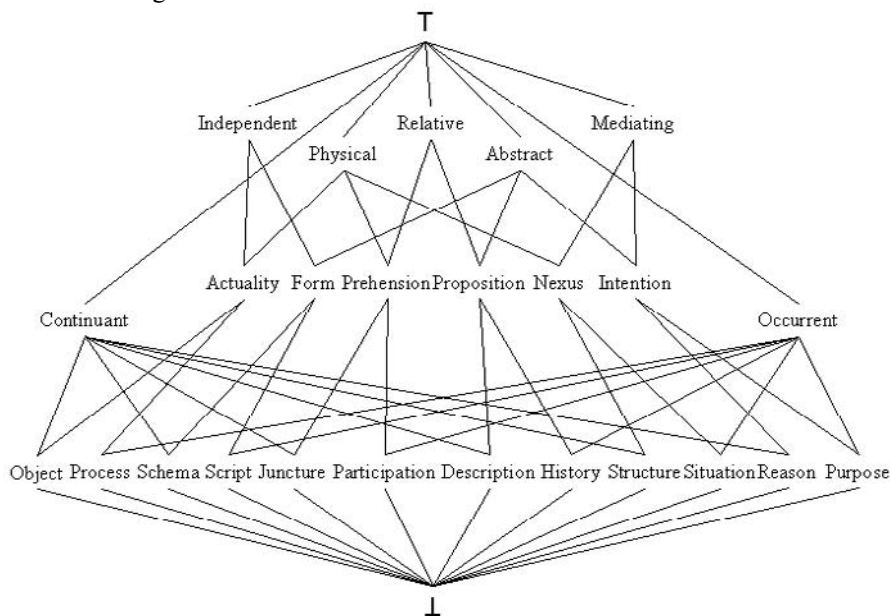 T
Independent Relative Mediating
Physical Abstract
Actuality Form Prehension Proposition Nexus Intention
Continuant Occurrent
Object Process Schema Script Juncture Participation Description History Structure Situation Reason Purpose
⊥